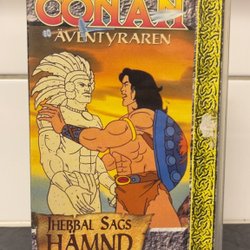 CONAN
ÄVENTYRAREN
JHEBBAL SAGS
HÄMND